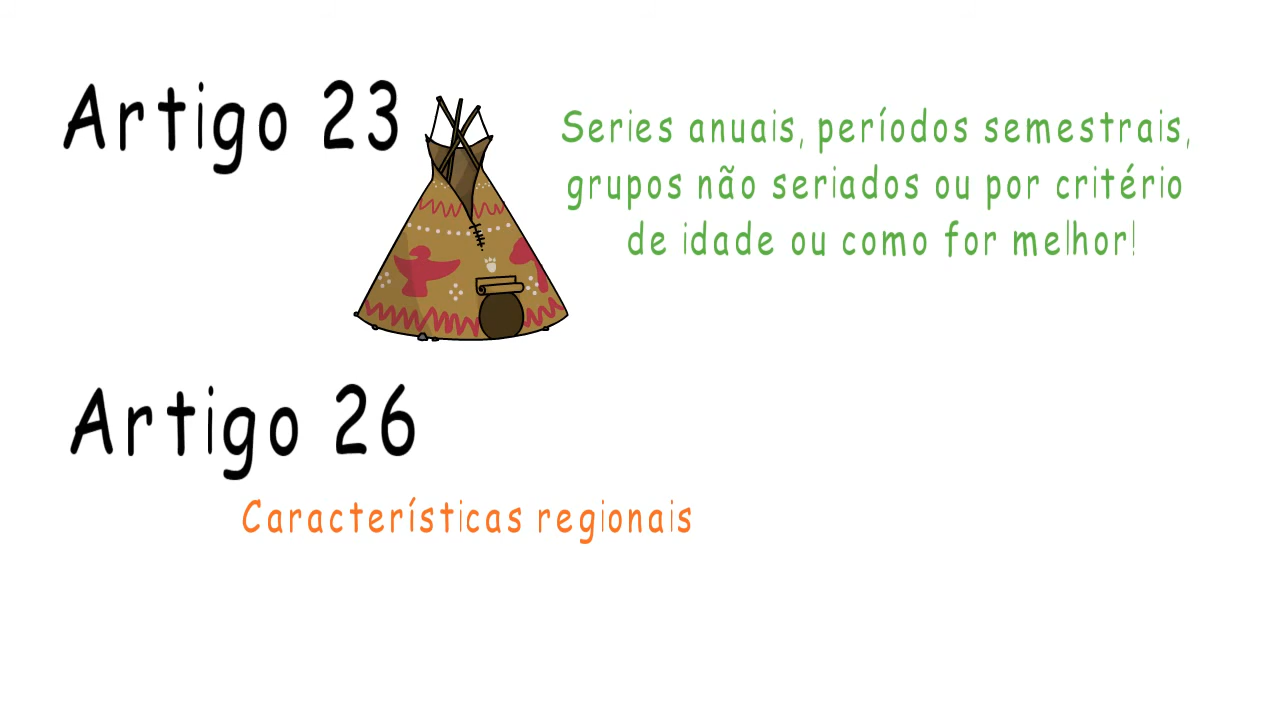 Artigo 23
Series anuais, períodos semestrais,
grupos não seriados ou por critério
de idade ou como for melhor!
Artigo 26
Características regionais